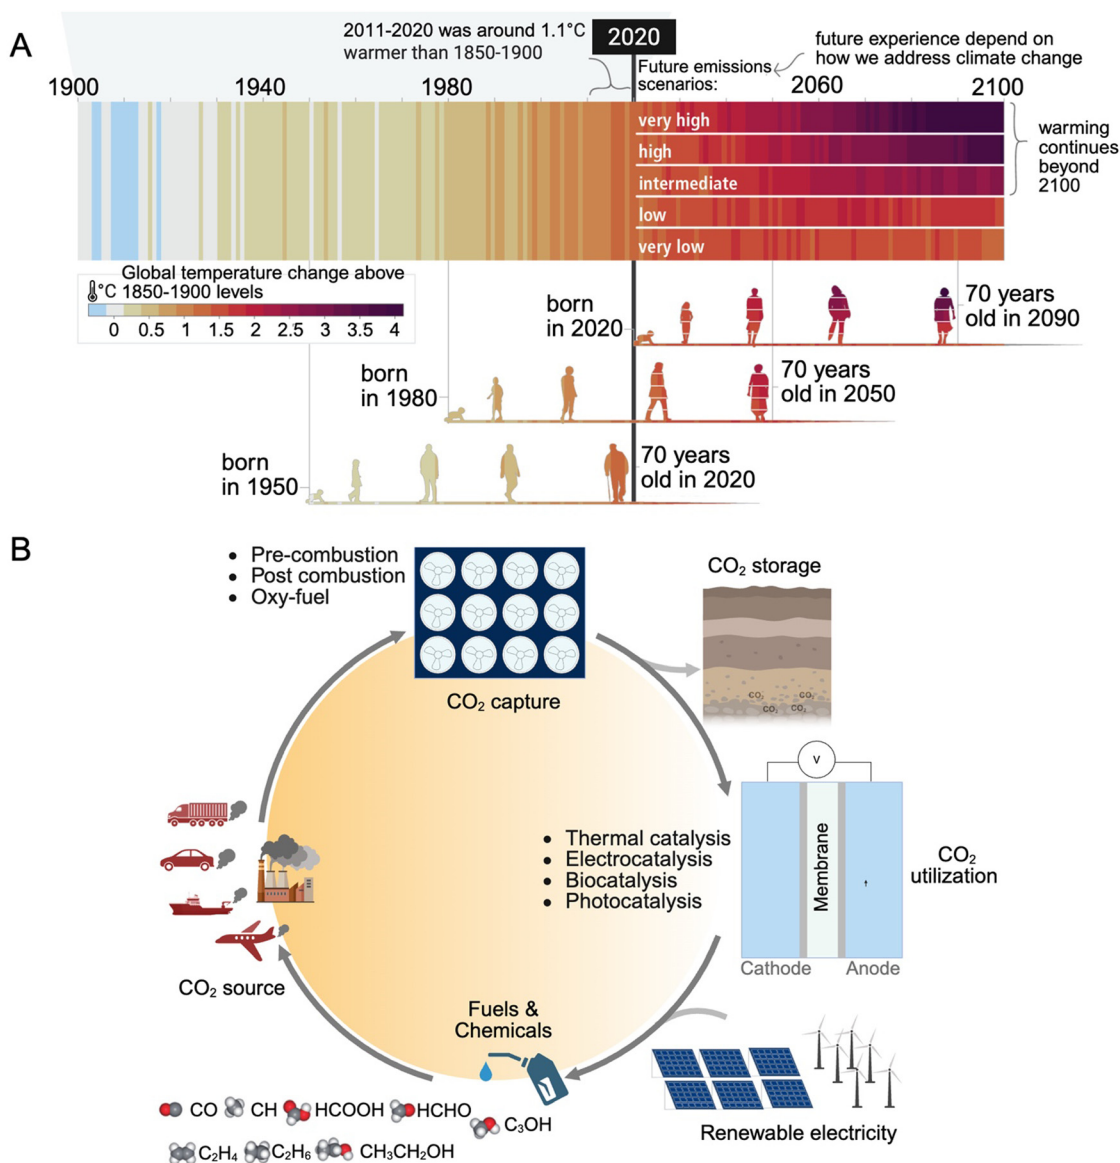 A
2011-2020 was around 1.1°C
warmer than 1850-1900
2020
future experience depend on
how we address climate change
Future emissions
scenarios:
1900 1940 1980 2060 2100
very high
high
intermediate
low
very low
warming
continues
beyond
2100
Global temperature change above
°C 1850-1900 levels
0 0.5 1 1.5 2 2.5 3 3.5 4
born
in 2020
70 years
old in 2090
born
in 1980
70 years
old in 2050
born
in 1950
70 years
old in 2020
B
• Pre-combustion
• Post combustion
• Oxy-fuel
CO₂ capture
CO₂ storage
CO₂ CO₂
CO₂ CO₂
V
Membrane
Cathode Anode
CO₂
utilization
• Thermal catalysis
• Electrocatalysis
• Biocatalysis
• Photocatalysis
CO₂ source
Fuels &
Chemicals
Renewable electricity
CO CH HCOOH HCHO C₃OH
C₂H₄ C₂H₆ CH₃CH₂OH